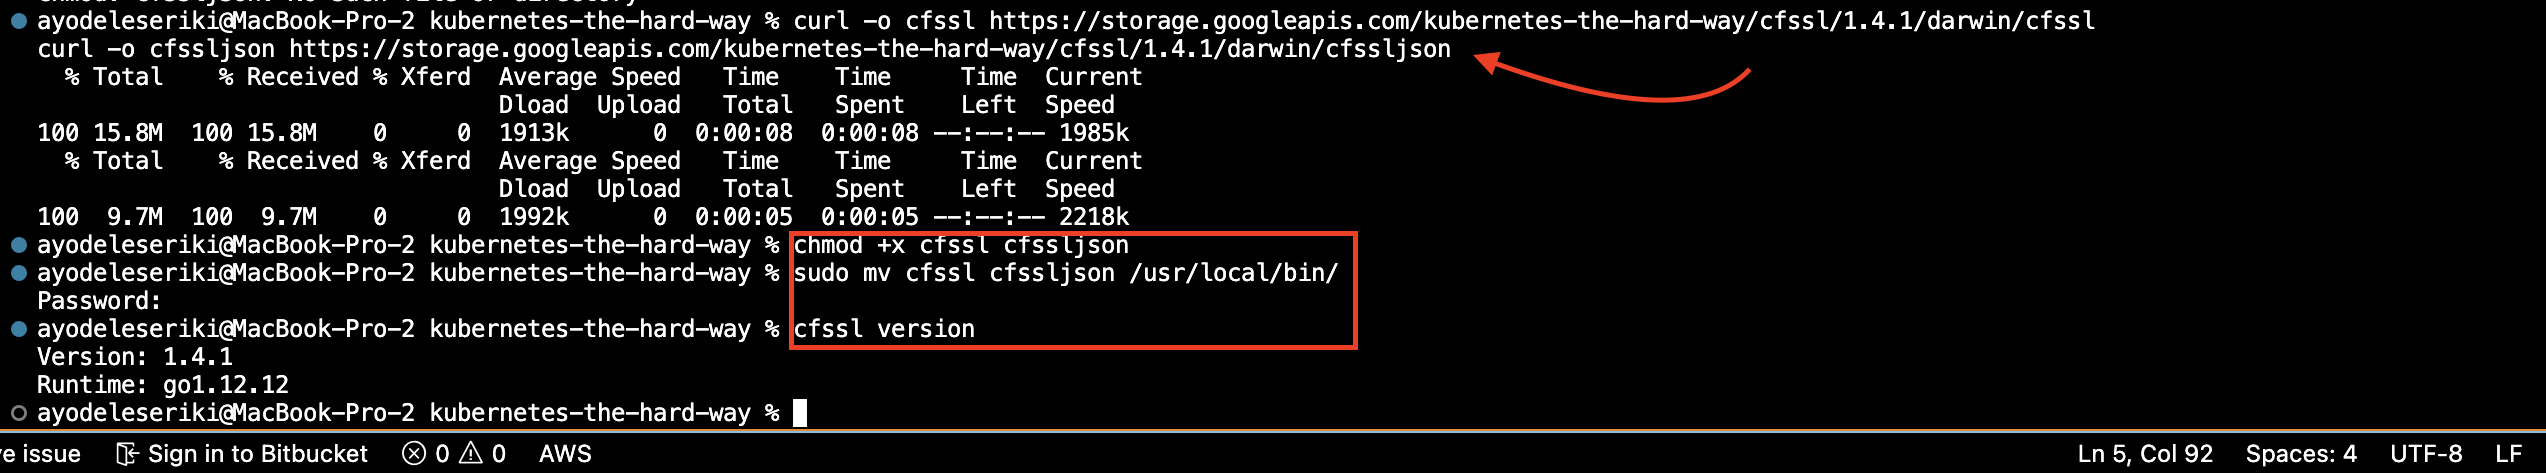 chmod: cfssljson: No such file or directory
ayodeleseriki@MacBook-Pro-2 kubernetes-the-hard-way % curl -o cfssl https://storage.googleapis.com/kubernetes-the-hard-way/cfssl/1.4.1/darwin/cfssl
curl -o cfssljson https://storage.googleapis.com/kubernetes-the-hard-way/cfssl/1.4.1/darwin/cfssljson
% Total % Received % Xferd Average Speed Time Time Time Current
Dload Upload Total Spent Left Speed
100 15.8M 100 15.8M 0 0 1913k 0 0:00:08 0:00:08 --:--:-- 1985k
% Total % Received % Xferd Average Speed Time Time Time Current
Dload Upload Total Spent Left Speed
100 9.7M 100 9.7M 0 0 1992k 0 0:00:05 0:00:05 --:--:-- 2218k
ayodeleseriki@MacBook-Pro-2 kubernetes-the-hard-way % chmod +x cfssl cfssljson
ayodeleseriki@MacBook-Pro-2 kubernetes-the-hard-way % sudo mv cfssl cfssljson /usr/local/bin/
Password:
ayodeleseriki@MacBook-Pro-2 kubernetes-the-hard-way % cfssl version
Version: 1.4.1
Runtime: go1.12.12
ayodeleseriki@MacBook-Pro-2 kubernetes-the-hard-way %
e issue Sign in to Bitbucket 0 0 AWS Ln 5, Col 92 Spaces: 4 UTF-8 LF